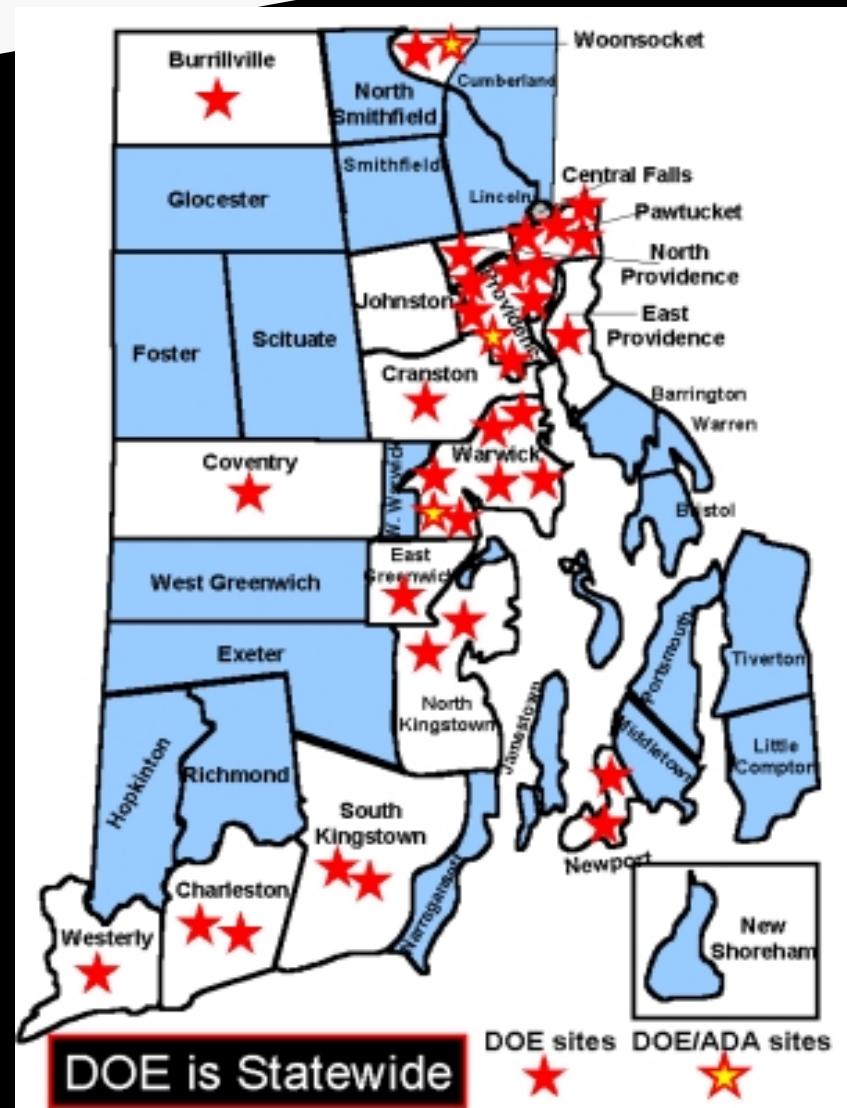 Burrillville
Woonsocket
North
Smithfield
Cumberland
Smithfield
Glocester
Lincoln
Central Falls
Pawtucket
North
Providence
Johnston
Providence
East
Providence
Foster
Scituate
Cranston
Barrington
Warren
Coventry
W. Warwick
Warwick
Bristol
East
Greenwich
West Greenwich
Exeter
Portsmouth
Tiverton
North
Kingstown
Jamestown
Middletown
Hopkinton
Richmond
Little
Compton
South
Kingstown
Newport
Charleston
Narragansett
New
Shoreham
Westerly
DOE is Statewide
DOE sites
DOE/ADA sites